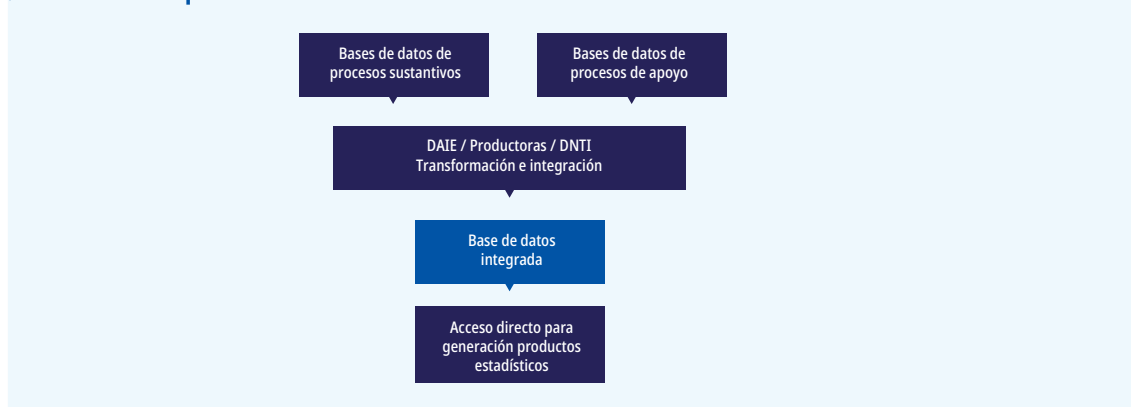 Bases de datos de
procesos sustantivos
Bases de datos de
procesos de apoyo
DAIE / Productoras / DNTI
Transformación e integración
Base de datos
integrada
Acceso directo para
generación productos
estadísticos